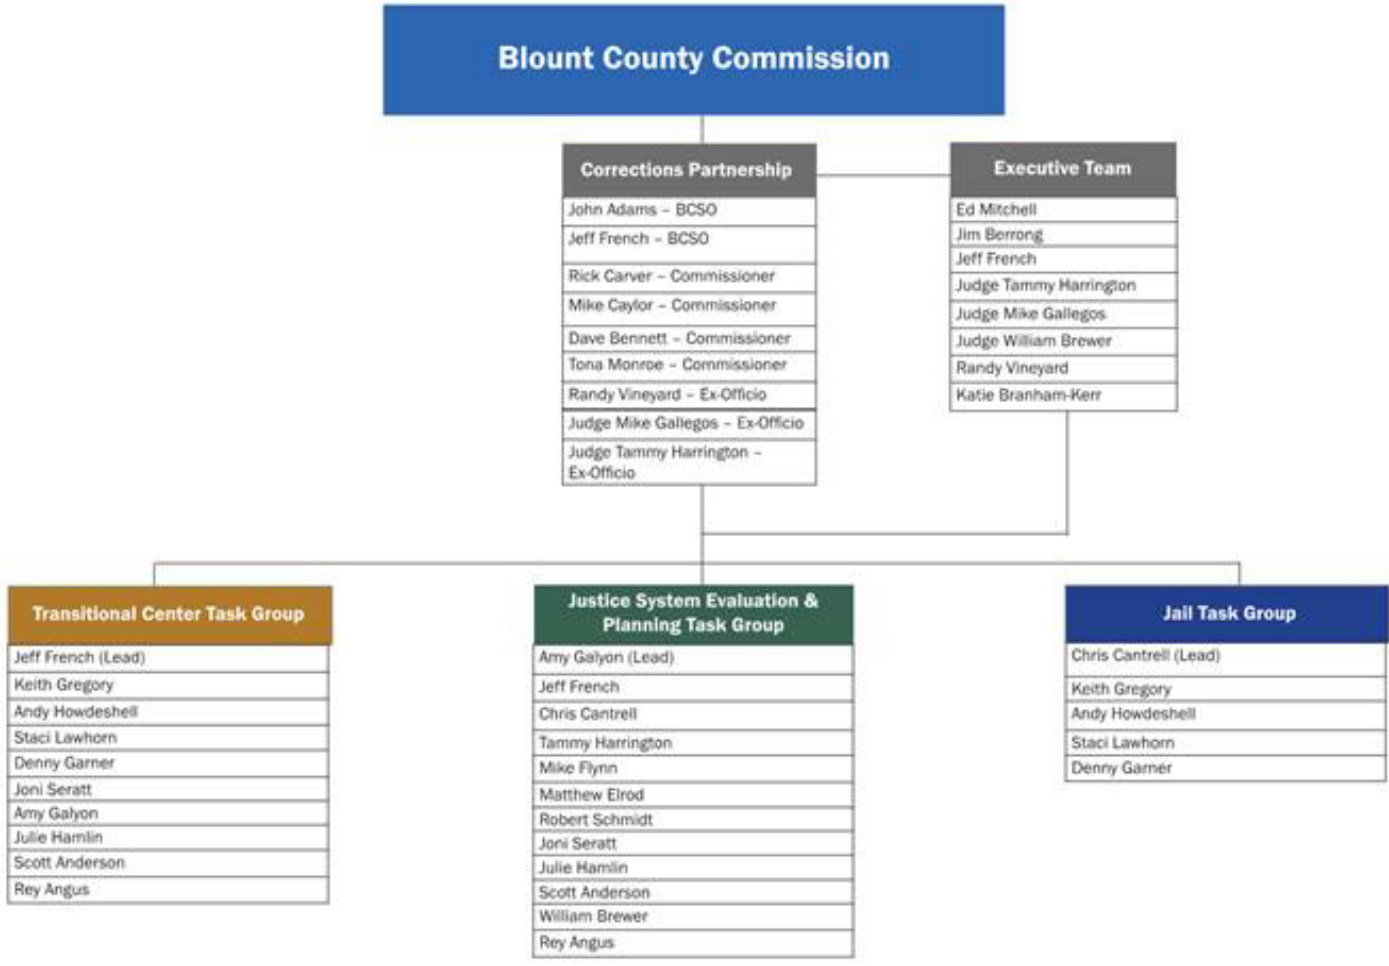 Blount County Commission
Corrections Partnership
John Adams – BCSO
Jeff French – BCSO
Rick Carver – Commissioner
Mike Caylor – Commissioner
Dave Bennett – Commissioner
Tona Monroe – Commissioner
Randy Vineyard – Ex-Officio
Judge Mike Gallegos – Ex-Officio
Judge Tammy Harrington –
Ex-Officio
Executive Team
Ed Mitchell
Jim Berrong
Jeff French
Judge Tammy Harrington
Judge Mike Gallegos
Judge William Brewer
Randy Vineyard
Katie Branham-Kerr
Transitional Center Task Group
Jeff French (Lead)
Keith Gregory
Andy Howdeshell
Staci Lawhorn
Denny Garner
Joni Seratt
Amy Galyon
Julie Hamlin
Scott Anderson
Rey Angus
Justice System Evaluation &
Planning Task Group
Amy Galyon (Lead)
Jeff French
Chris Cantrell
Tammy Harrington
Mike Flynn
Matthew Elrod
Robert Schmidt
Joni Seratt
Julie Hamlin
Scott Anderson
William Brewer
Rey Angus
Jail Task Group
Chris Cantrell (Lead)
Keith Gregory
Andy Howdeshell
Staci Lawhorn
Denny Garner